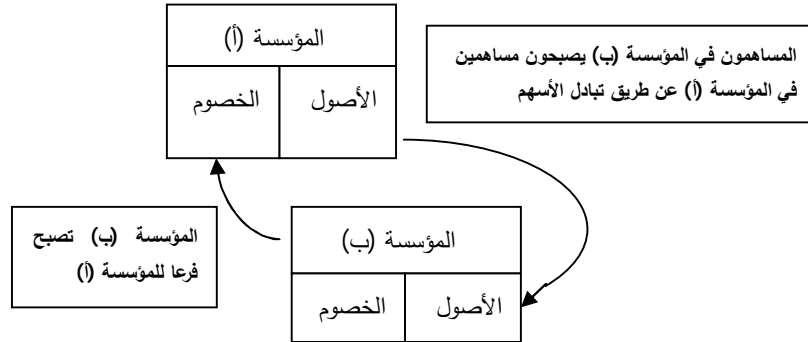 المؤسسة (أ)
الأصول
الخصوم
المساهمون في المؤسسة (ب) يصبحون مساهمين
في المؤسسة (أ) عن طريق تبادل الأسهم
المؤسسة (ب) تصبح
فرعا للمؤسسة (أ)
المؤسسة (ب)
الأصول
الخصوم